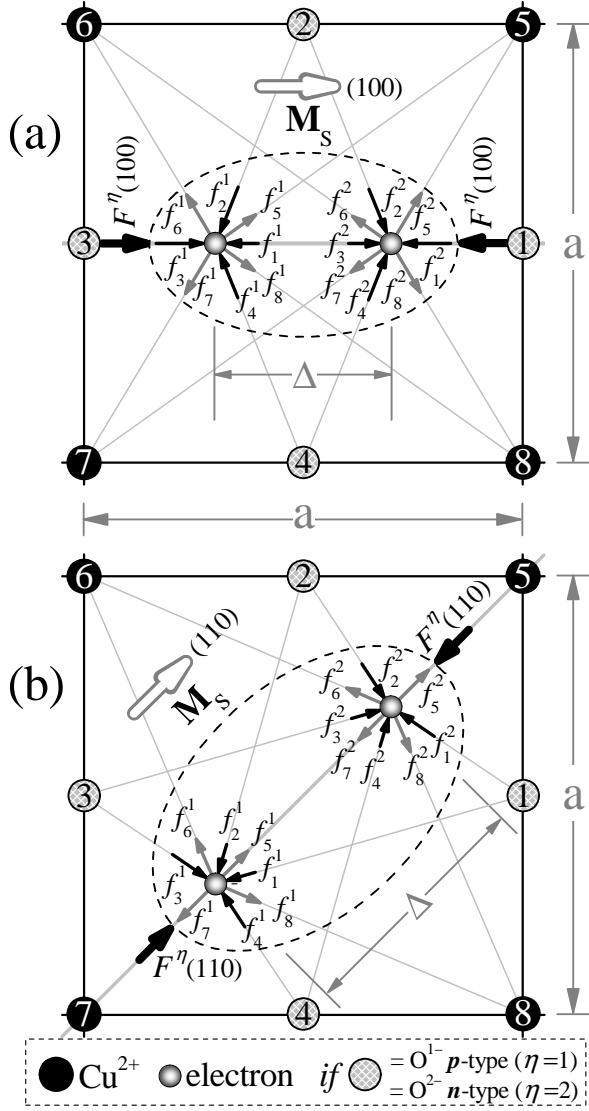 6 2 5
(100)
(a)
M_S
F^η(100) F^η(100)
f_2^1 f_2^2
f_6^1 f_5^1 f_6^2 f_5^2
3 f_1^1 f_3^2 1 a
f_3^1 f_7^1 f_8^1 f_7^2 f_1^2
f_4^1 f_4^2 f_8^2
Δ
7 4 8
a
6 2 5
(110) F^η(110)
(b)
M_S
f_2^2
f_6^2 f_5^2
f_3^2 f_1^2
f_7^2 f_4^2 f_8^2
3 1 a
f_6^1 f_2^1 f_5^1
f_1^1
f_3^1 f_8^1 Δ
f_7^1 f_4^1
F^η(110)
7 4 8
Cu^2+ electron if = O^1− p-type (η=1)
= O^2− n-type (η=2)